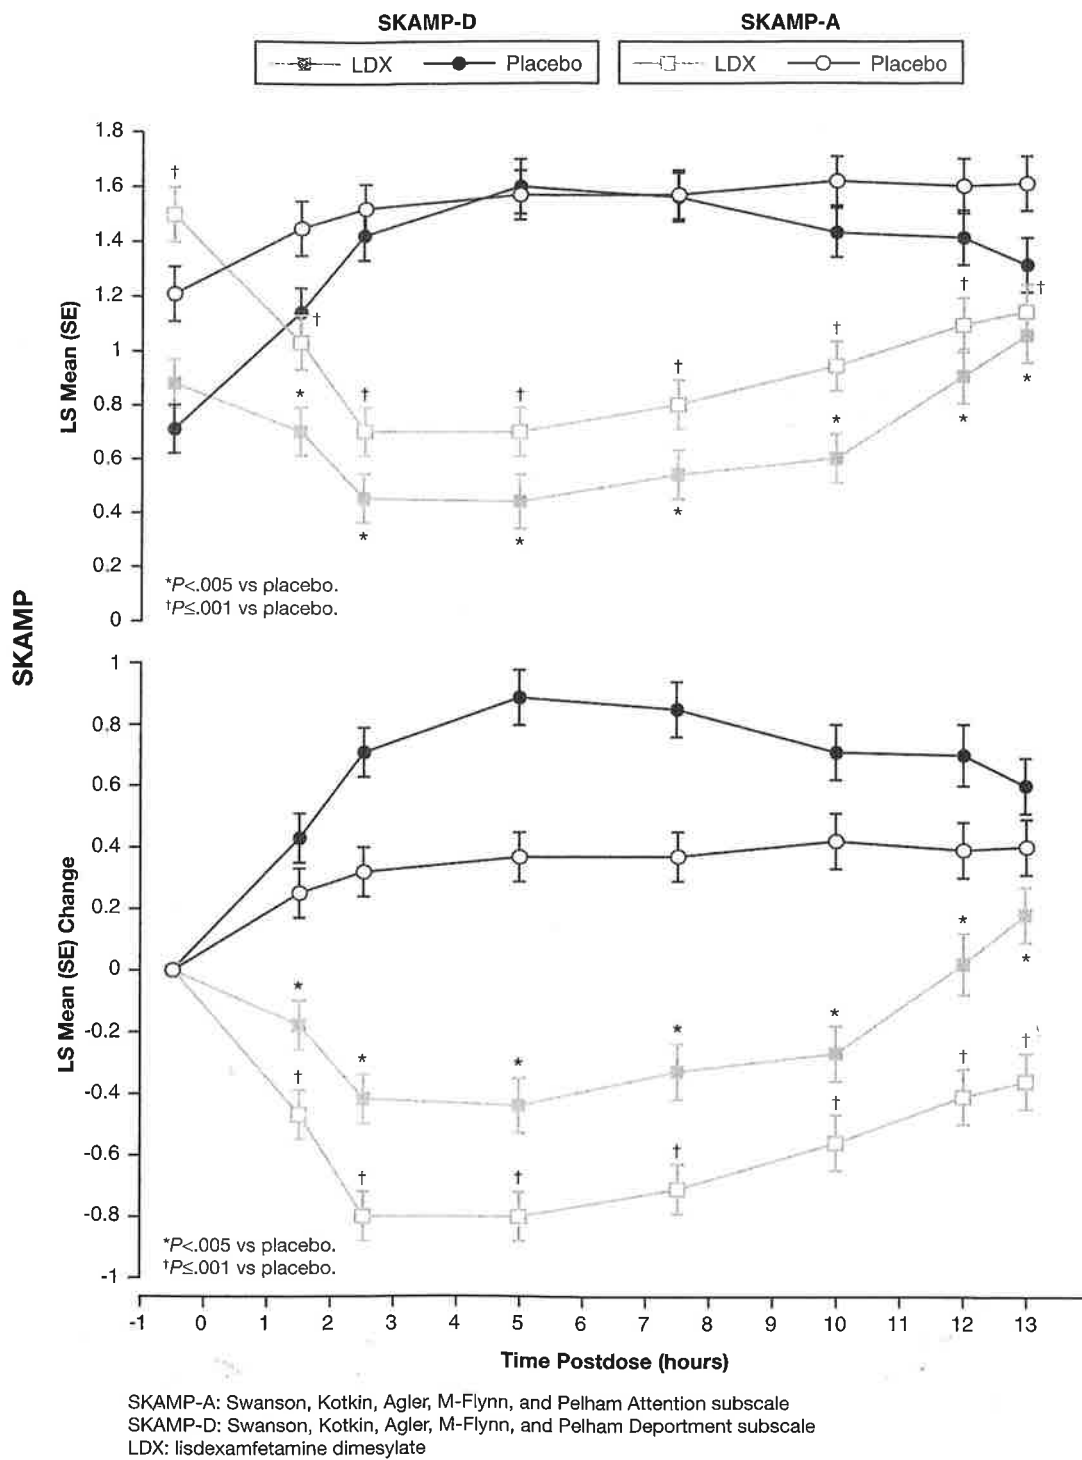 SKAMP-D SKAMP-A
LDX Placebo LDX Placebo
SKAMP
LS Mean (SE)
1.8
†
1.6
1.4
† †
1.2
† †
1
† † †
* *
0.8
* *
0.6
*
0.4
* *
0.2
*P<.005 vs placebo.
†P≤.001 vs placebo.
0
LS Mean (SE) Change
1
0.8
0.6
0.4
0.2
*
0
* *
-0.2
* *
* *
†
-0.4
† †
†
-0.6
†
† †
-0.8
*P<.005 vs placebo.
†P≤.001 vs placebo.
-1
-1 0 1 2 3 4 5 6 7 8 9 10 11 12 13
Time Postdose (hours)
SKAMP-A: Swanson, Kotkin, Agler, M-Flynn, and Pelham Attention subscale
SKAMP-D: Swanson, Kotkin, Agler, M-Flynn, and Pelham Deportment subscale
LDX: lisdexamfetamine dimesylate